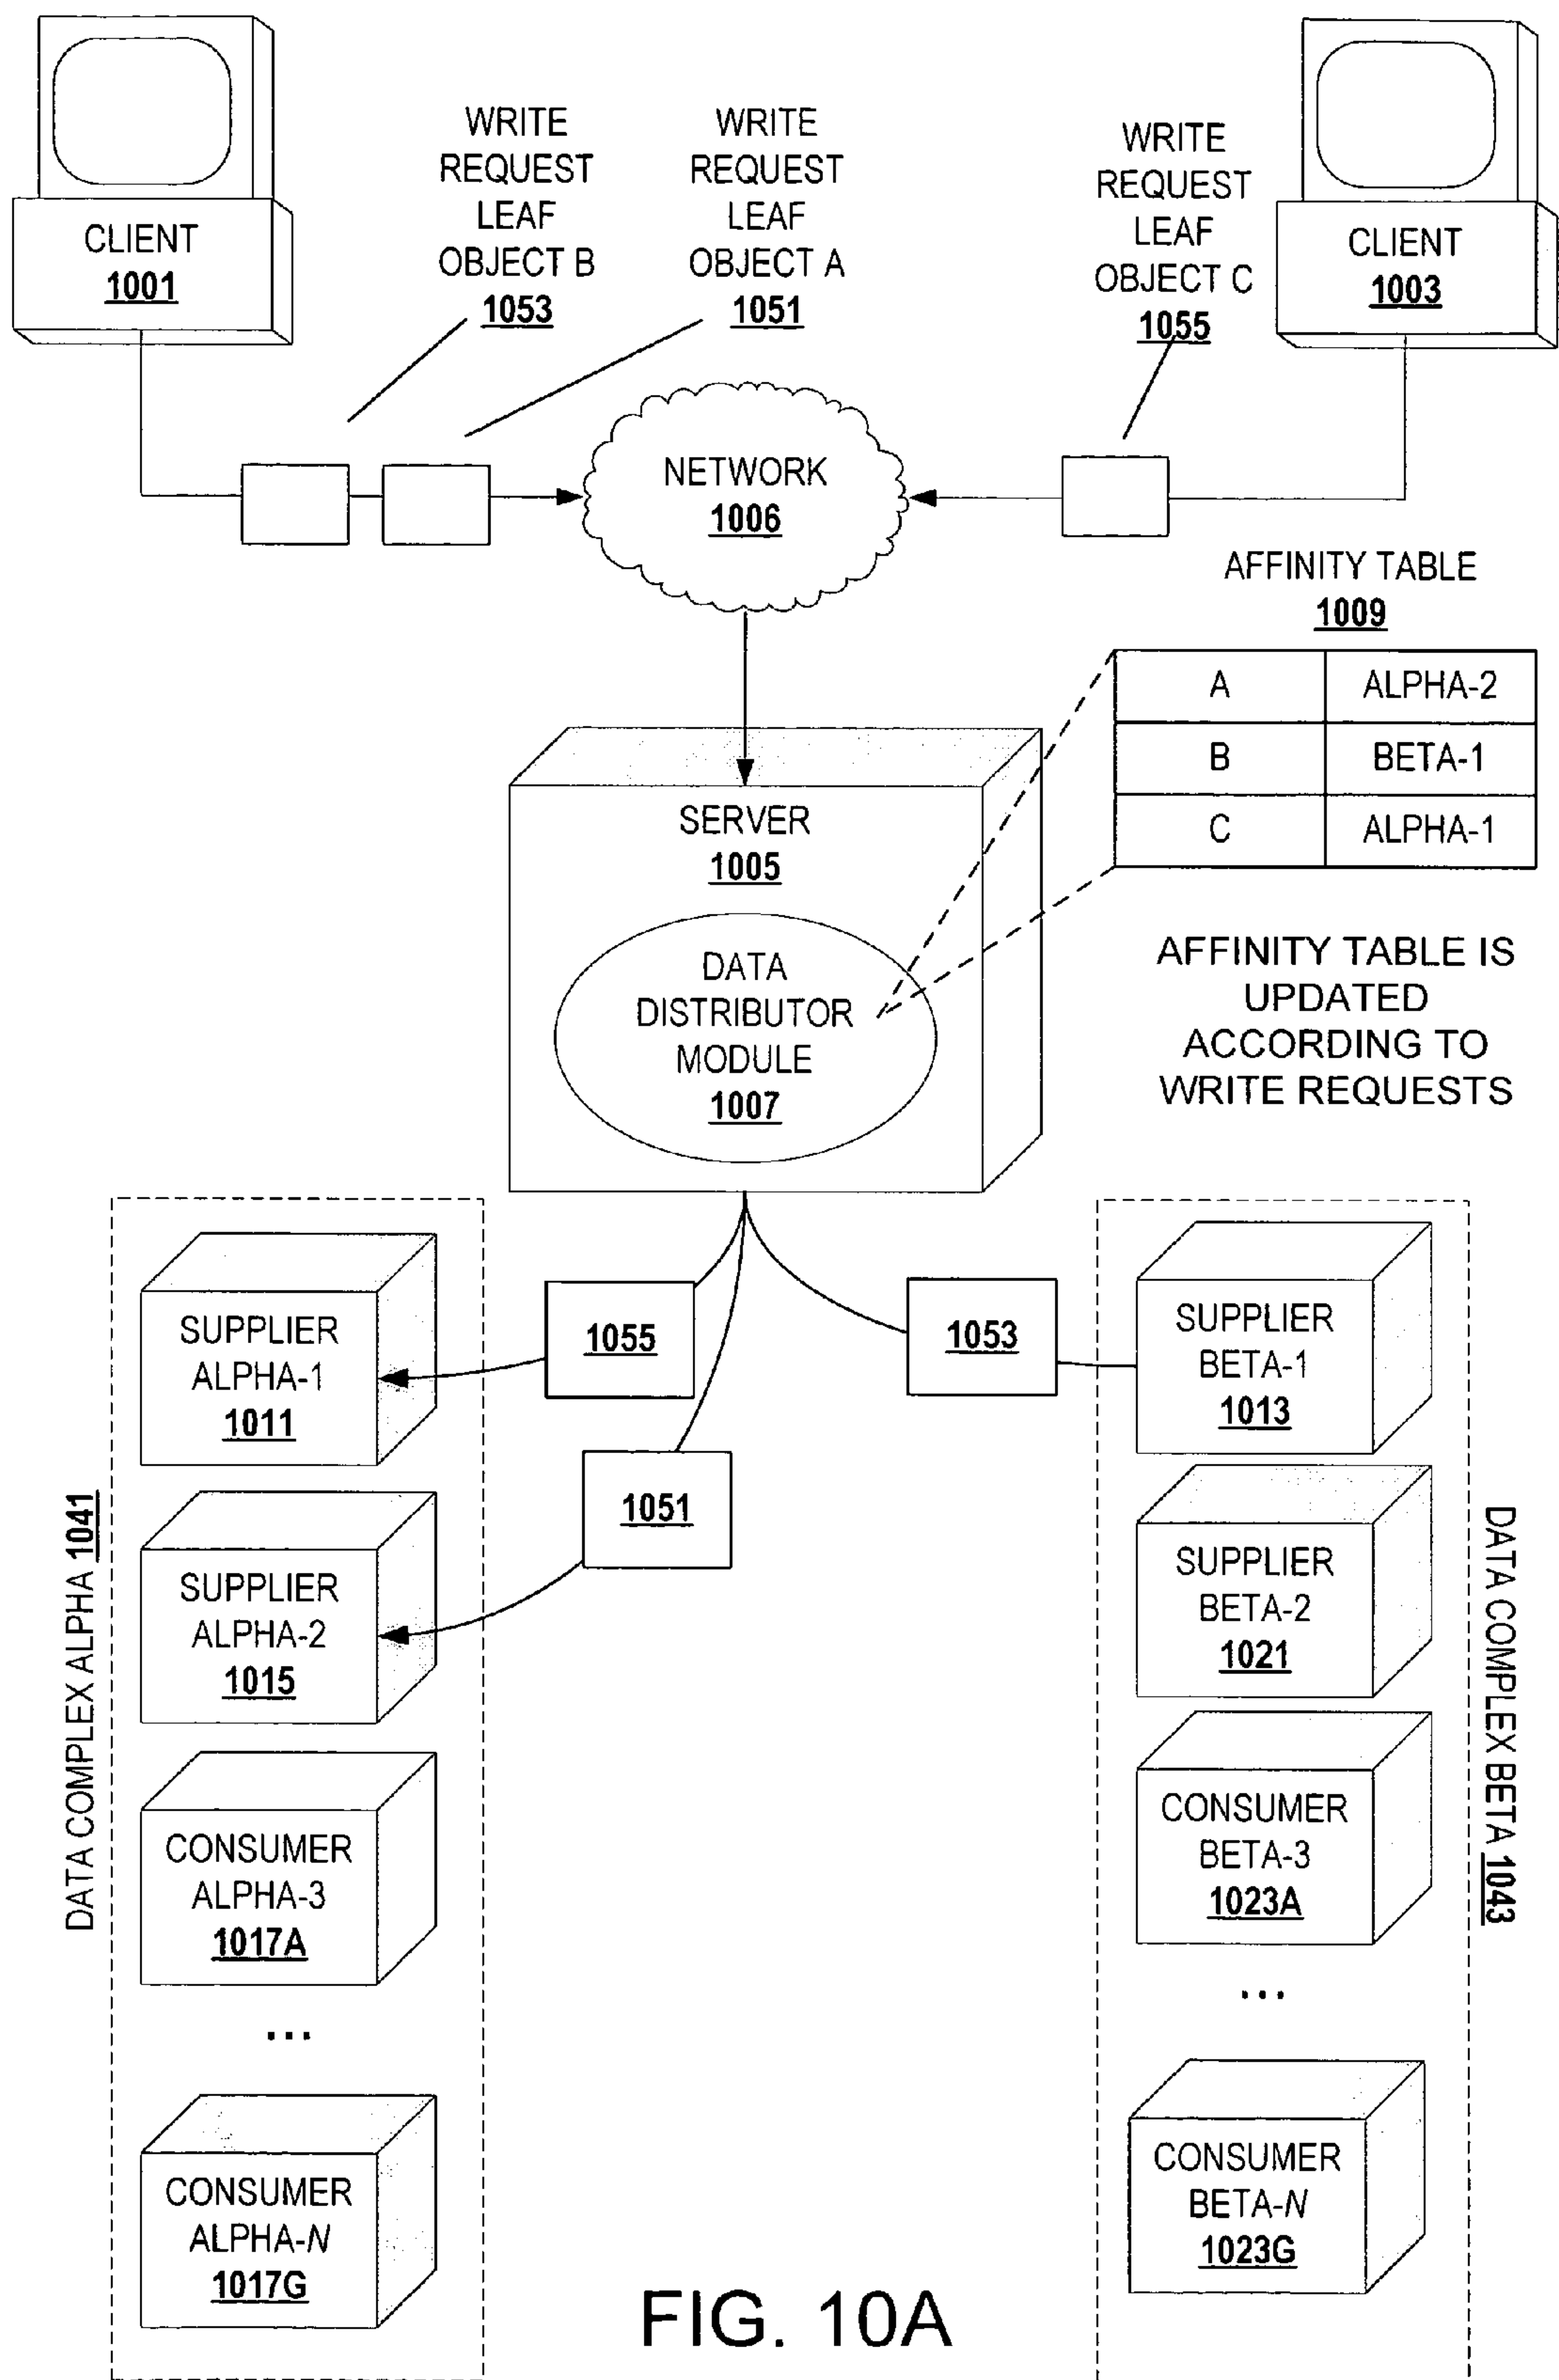 CLIENT
1001
WRITE
REQUEST
LEAF
OBJECT B
1053
WRITE
REQUEST
LEAF
OBJECT A
1051
WRITE
REQUEST
LEAF
OBJECT C
1055
CLIENT
1003
NETWORK
1006
AFFINITY TABLE
1009
A ALPHA-2
B BETA-1
C ALPHA-1
AFFINITY TABLE IS
UPDATED
ACCORDING TO
WRITE REQUESTS
SERVER
1005
DATA
DISTRIBUTOR
MODULE
1007
DATA COMPLEX ALPHA 1041
SUPPLIER
ALPHA-1
1011
SUPPLIER
ALPHA-2
1015
CONSUMER
ALPHA-3
1017A
...
CONSUMER
ALPHA-N
1017G
1055
1051
1053
SUPPLIER
BETA-1
1013
SUPPLIER
BETA-2
1021
CONSUMER
BETA-3
1023A
...
CONSUMER
BETA-N
1023G
DATA COMPLEX BETA 1043
FIG. 10A